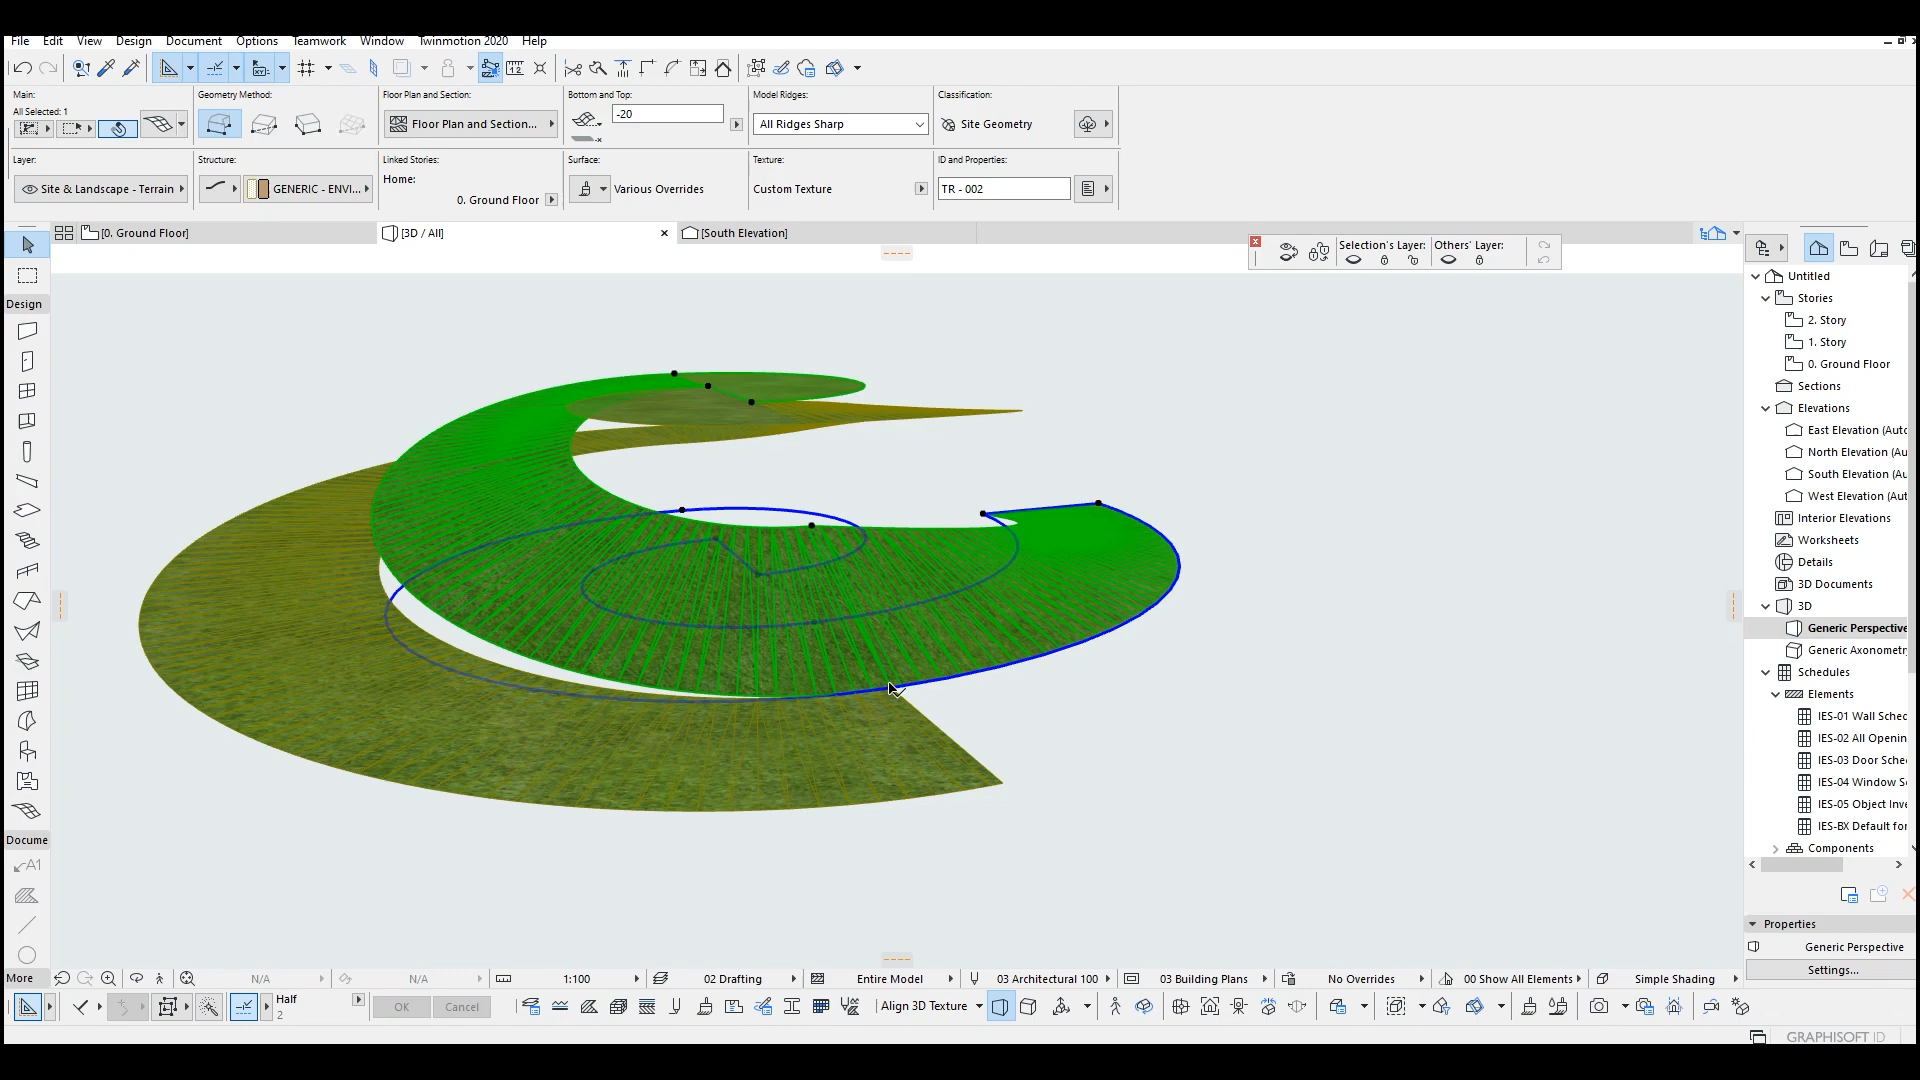 File Edit View Design Document Options Teamwork Window Twinmotion 2020 Help
Main:
All Selected: 1
Geometry Method:
Floor Plan and Section:
Floor Plan and Section...
Bottom and Top:
-20
Model Ridges:
All Ridges Sharp
Classification:
Site Geometry
Layer:
Site & Landscape - Terrain
Structure:
GENERIC - ENVI...
Linked Stories:
Home:
0. Ground Floor
Surface:
Various Overrides
Texture:
Custom Texture
ID and Properties:
TR - 002
[0. Ground Floor]
[3D / All]
[South Elevation]
Selection's Layer:
Others' Layer:
Design
Docume
A1
More
Untitled
Stories
2. Story
1. Story
0. Ground Floor
Sections
Elevations
East Elevation (Autc
North Elevation (Au
South Elevation (Au
West Elevation (Aut
Interior Elevations
Worksheets
Details
3D Documents
3D
Generic Perspective
Generic Axonometr
Schedules
Elements
IES-01 Wall Sched
IES-02 All Openin
IES-03 Door Sche
IES-04 Window S
IES-05 Object Inve
IES-BX Default for
Components
Properties
Generic Perspective
Settings...
N/A
N/A
1:100
02 Drafting
Entire Model
03 Architectural 100
03 Building Plans
No Overrides
00 Show All Elements
Simple Shading
Half
2
OK
Cancel
Align 3D Texture
GRAPHISOFT ID